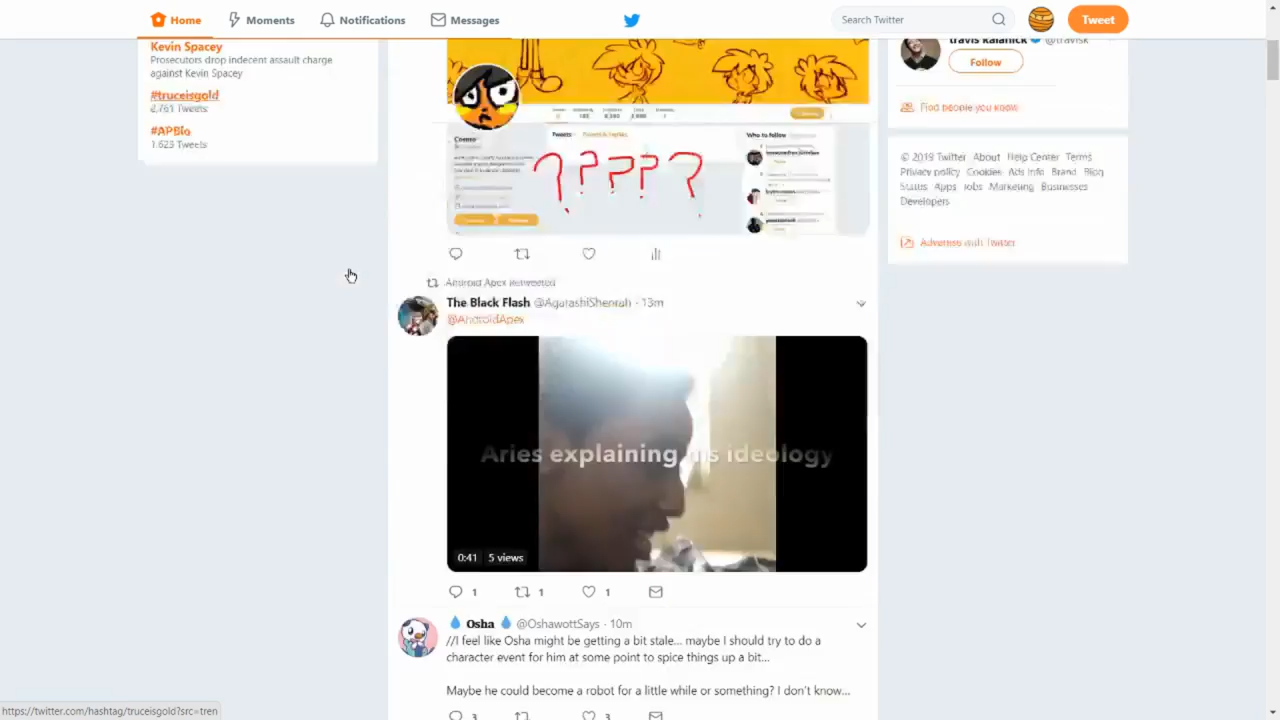 Home
Moments
Notifications
Messages
Search Twitter
Tweet
Kevin Spacey
Prosecutors drop indecent assault charge
against Kevin Spacey
#truceisgold
2,761 Tweets
#APBio
1,623 Tweets
Tweets
Who to follow
?????
travis kalanick @travisk
Follow
Find people you know
© 2019 Twitter About Help Center Terms
Privacy policy Cookies Ads info Brand Blog
Status Apps Jobs Marketing Businesses
Developers
Advertise with Twitter
Android Apex Retweeted
The Black Flash @AgarashiShenrah · 13m
@AndroidApex
Aries explaining his ideology
0:41 5 views
1 1 1
Osha @OshawottSays · 10m
//I feel like Osha might be getting a bit stale... maybe I should try to do a
character event for him at some point to spice things up a bit...
Maybe he could become a robot for a little while or something? I don't know...
3 3
https://twitter.com/hashtag/truceisgold?src=tren